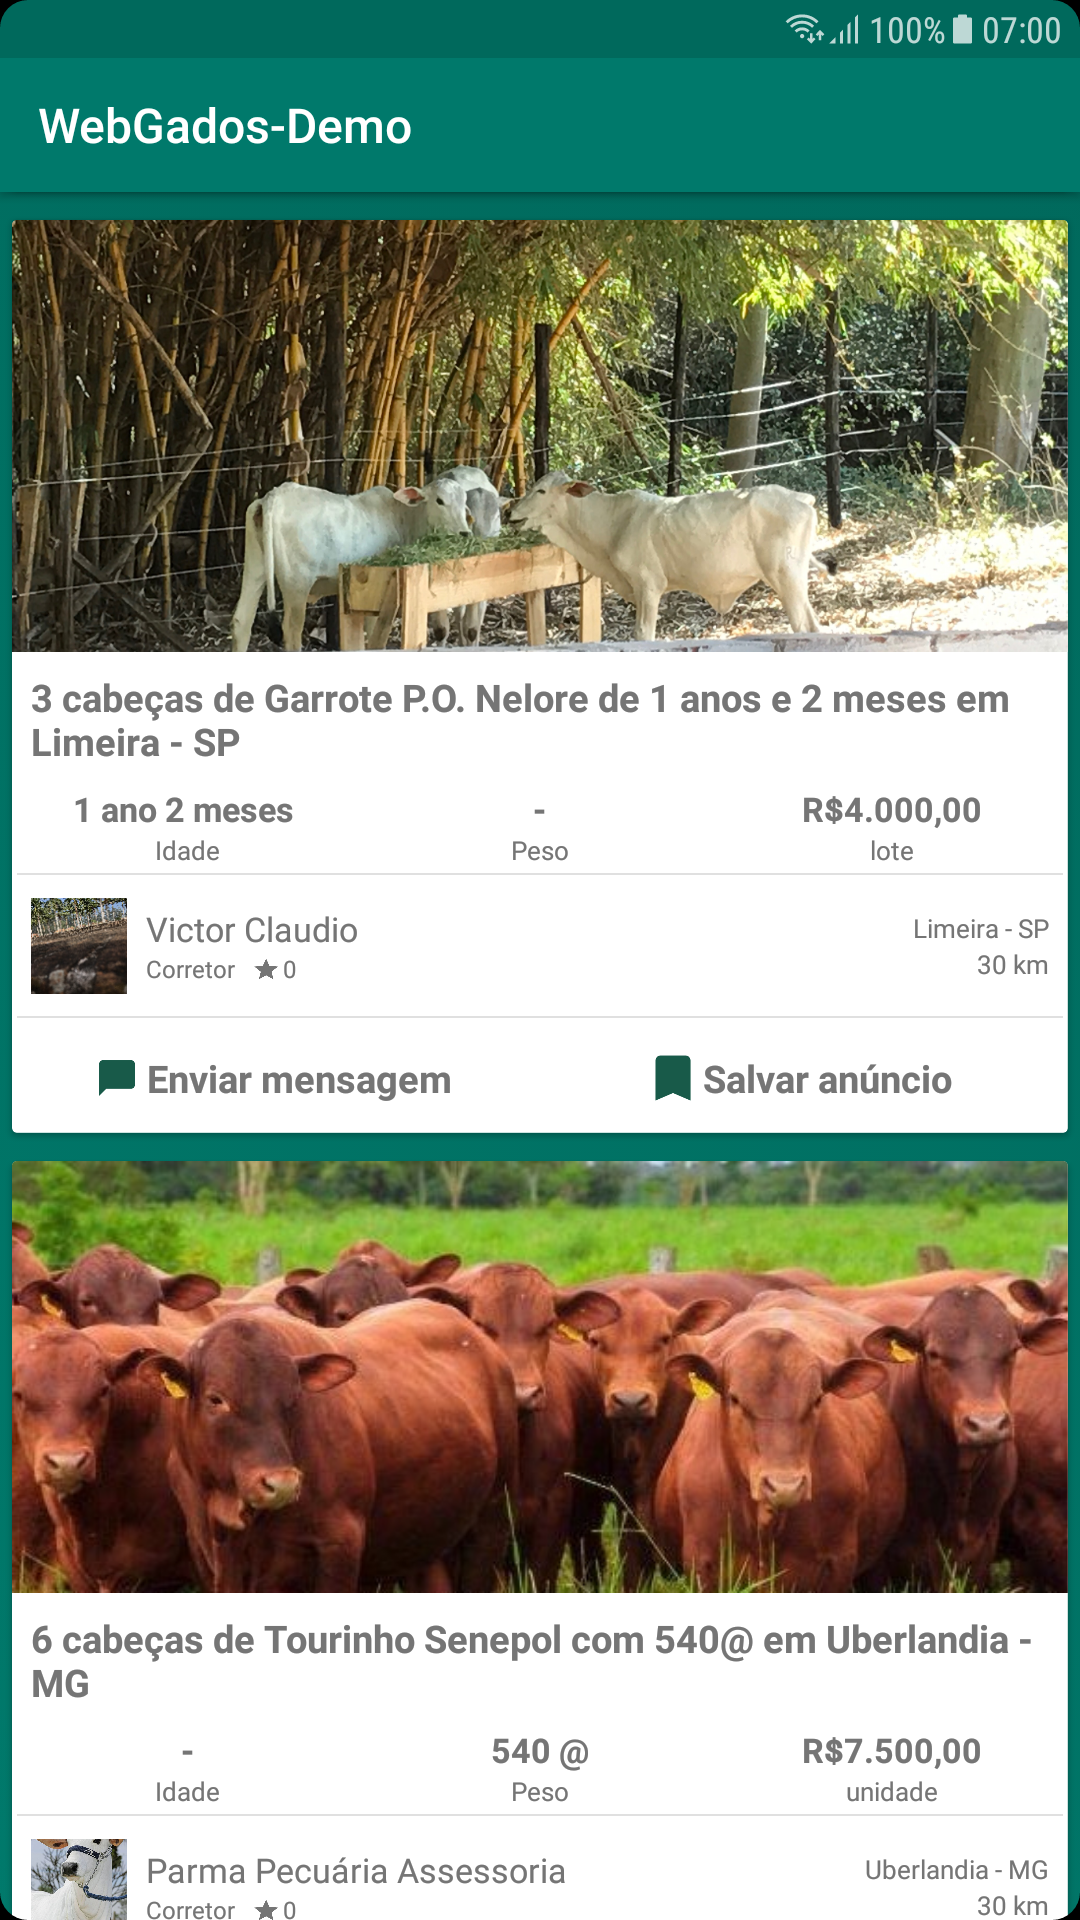 100% 07:00
WebGados-Demo
3 cabeças de Garrote P.O. Nelore de 1 anos e 2 meses em
Limeira - SP
1 ano 2 meses - R$4.000,00
Idade Peso lote
Victor Claudio Limeira - SP
Corretor ★ 0 30 km
Enviar mensagem Salvar anúncio
6 cabeças de Tourinho Senepol com 540@ em Uberlandia -
MG
- 540 @ R$7.500,00
Idade Peso unidade
Parma Pecuária Assessoria Uberlandia - MG
Corretor ★ 0 30 km